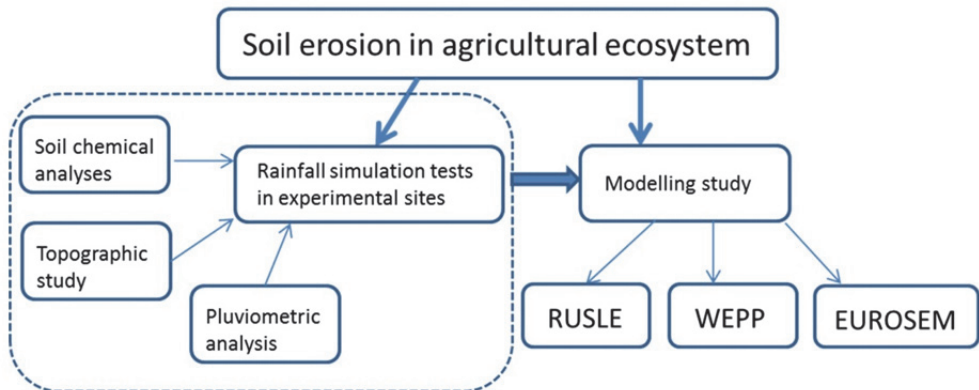 Soil erosion in agricultural ecosystem
Soil chemical
analyses
Rainfall simulation tests
in experimental sites
Modelling study
Topographic
study
Pluviometric
analysis
RUSLE
WEPP
EUROSEM